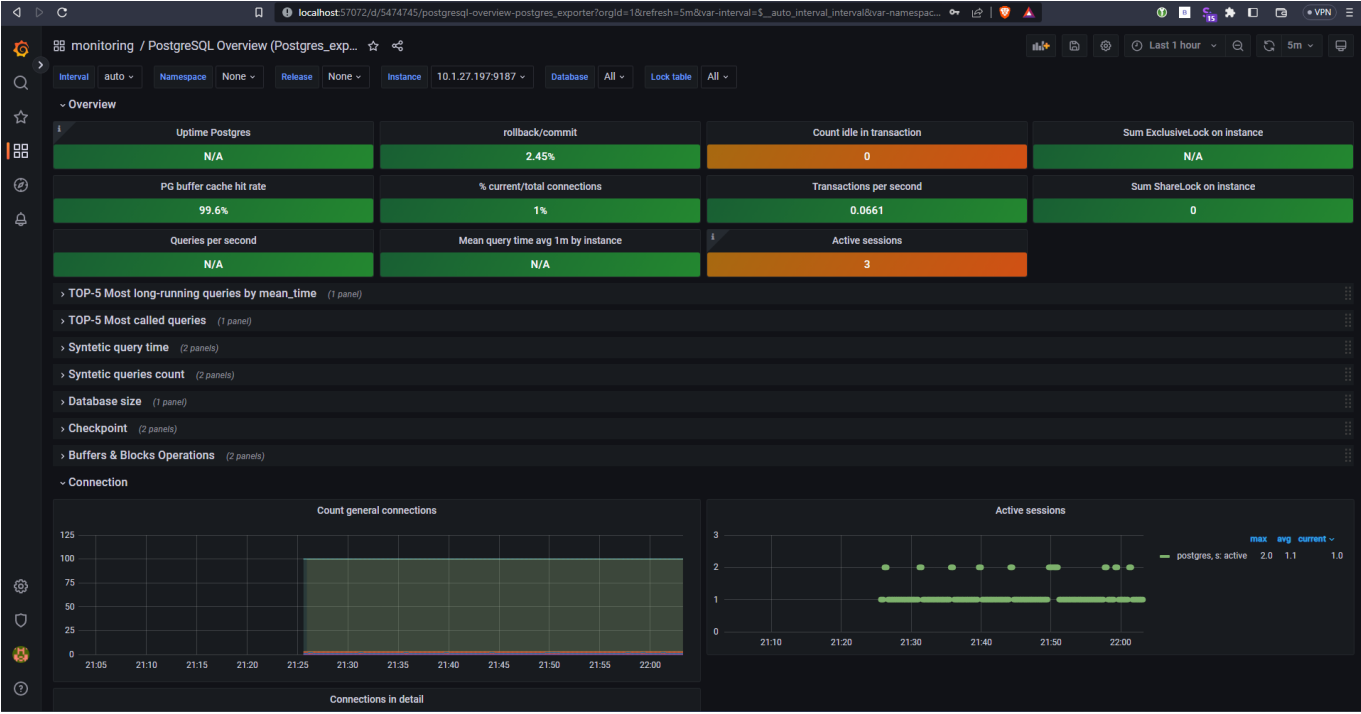 localhost:57072/d/5474745/postgresql-overview-postgres_exporter?orgId=1&refresh=5m&var-interval=$__auto_interval_interval&var-namespac...
15
VPN
monitoring / PostgreSQL Overview (Postgres_exp...
Last 1 hour
5m
Interval auto Namespace None Release None Instance 10.1.27.197:9187 Database All Lock table All
Overview
Uptime Postgres
N/A
rollback/commit
2.45%
Count idle in transaction
0
Sum ExclusiveLock on instance
N/A
PG buffer cache hit rate
99.6%
% current/total connections
1%
Transactions per second
0.0661
Sum ShareLock on instance
0
Queries per second
N/A
Mean query time avg 1m by instance
N/A
Active sessions
3
TOP-5 Most long-running queries by mean_time (1 panel)
TOP-5 Most called queries (1 panel)
Syntetic query time (2 panels)
Syntetic queries count (2 panels)
Database size (1 panel)
Checkpoint (2 panels)
Buffers & Blocks Operations (2 panels)
Connection
Count general connections
125
100
75
50
25
0
21:05 21:10 21:15 21:20 21:25 21:30 21:35 21:40 21:45 21:50 21:55 22:00
Active sessions
3
2
1
0
21:10 21:20 21:30 21:40 21:50 22:00
max avg current
postgres, s: active 2.0 1.1 1.0
Connections in detail